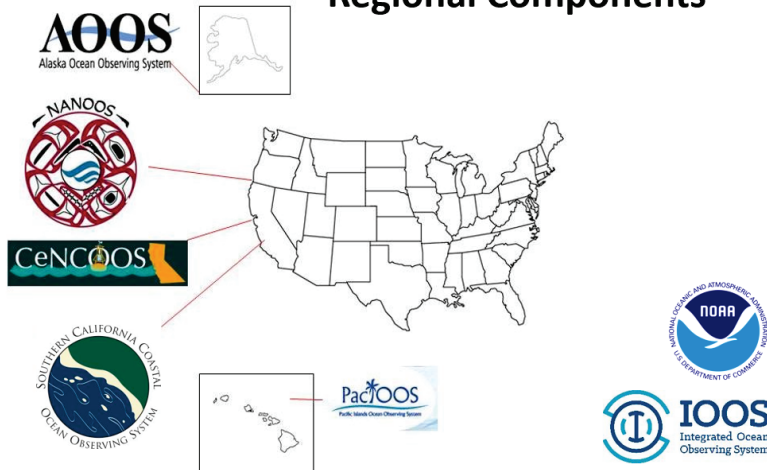 Regional Components
AOOS
Alaska Ocean Observing System
NANOOS
CeNCOOS
SOUTHERN CALIFORNIA COASTAL
OCEAN OBSERVING SYSTEM
PacIOOS
Pacific Islands Ocean Observing System
NATIONAL OCEANIC AND ATMOSPHERIC ADMINISTRATION
NOAA
U.S. DEPARTMENT OF COMMERCE
IOOS
Integrated Ocean
Observing System